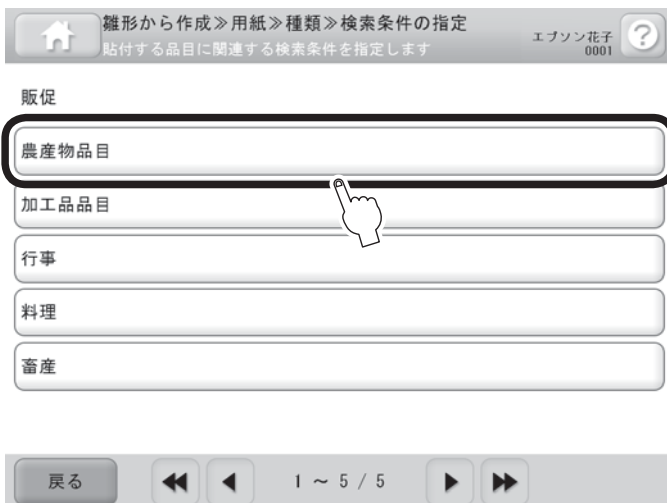 雛形から作成≫用紙≫種類≫検索条件の指定
貼付する品目に関連する検索条件を指定します
エプソン花子
0001
?
販促
農産物品目
加工品品目
行事
料理
畜産
戻る
1 ~ 5 / 5